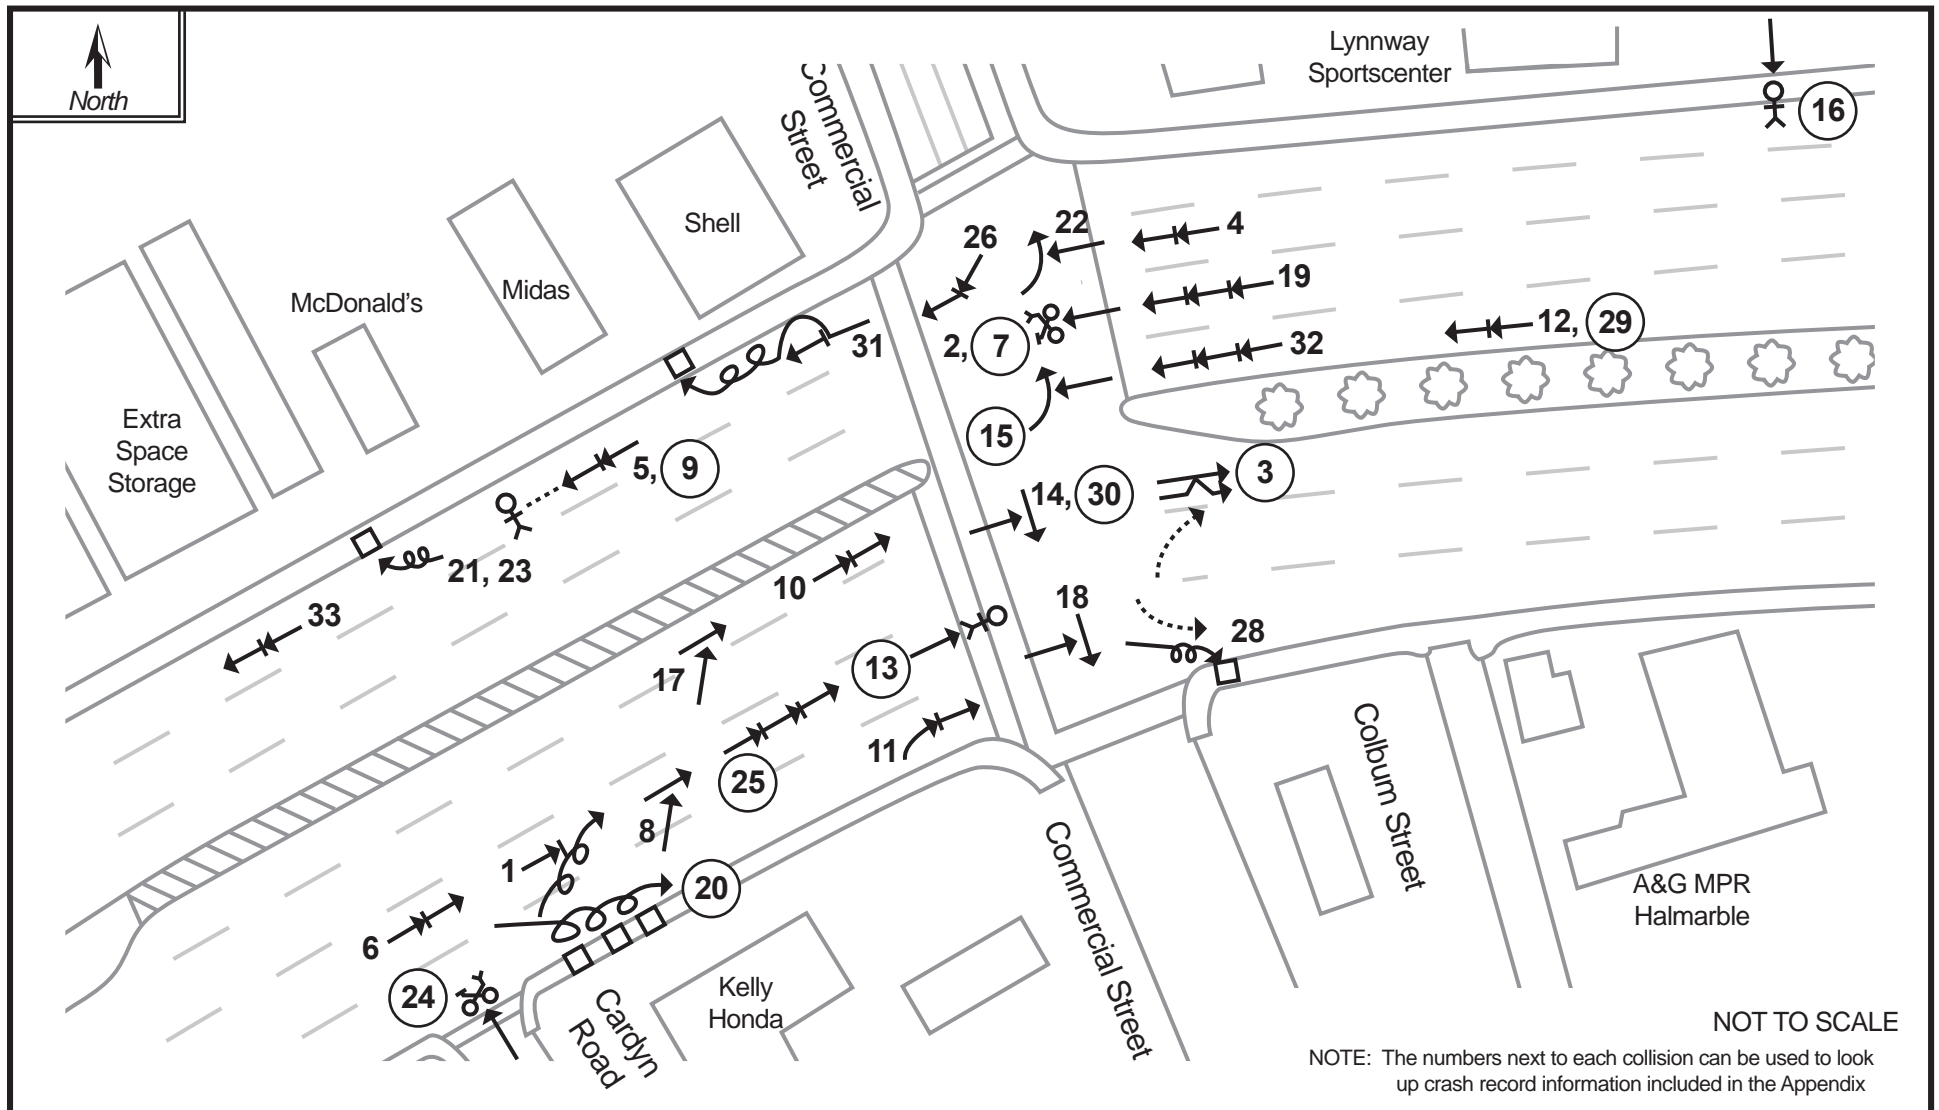 North
Lynnway
Sportscenter
16
Commercial
Street
Shell
Midas
McDonald's
Extra
Space
Storage
26
22
4
19
2, 7
32
12, 29
31
15
5, 9
3
14, 30
21, 23
10
33
18
28
17
13
11
25
8
1
20
6
24
Cardyn
Road
Kelly
Honda
Commercial Street
Colburn Street
A&G MPR
Halmarble
NOT TO SCALE
NOTE: The numbers next to each collision can be used to look
up crash record information included in the Appendix